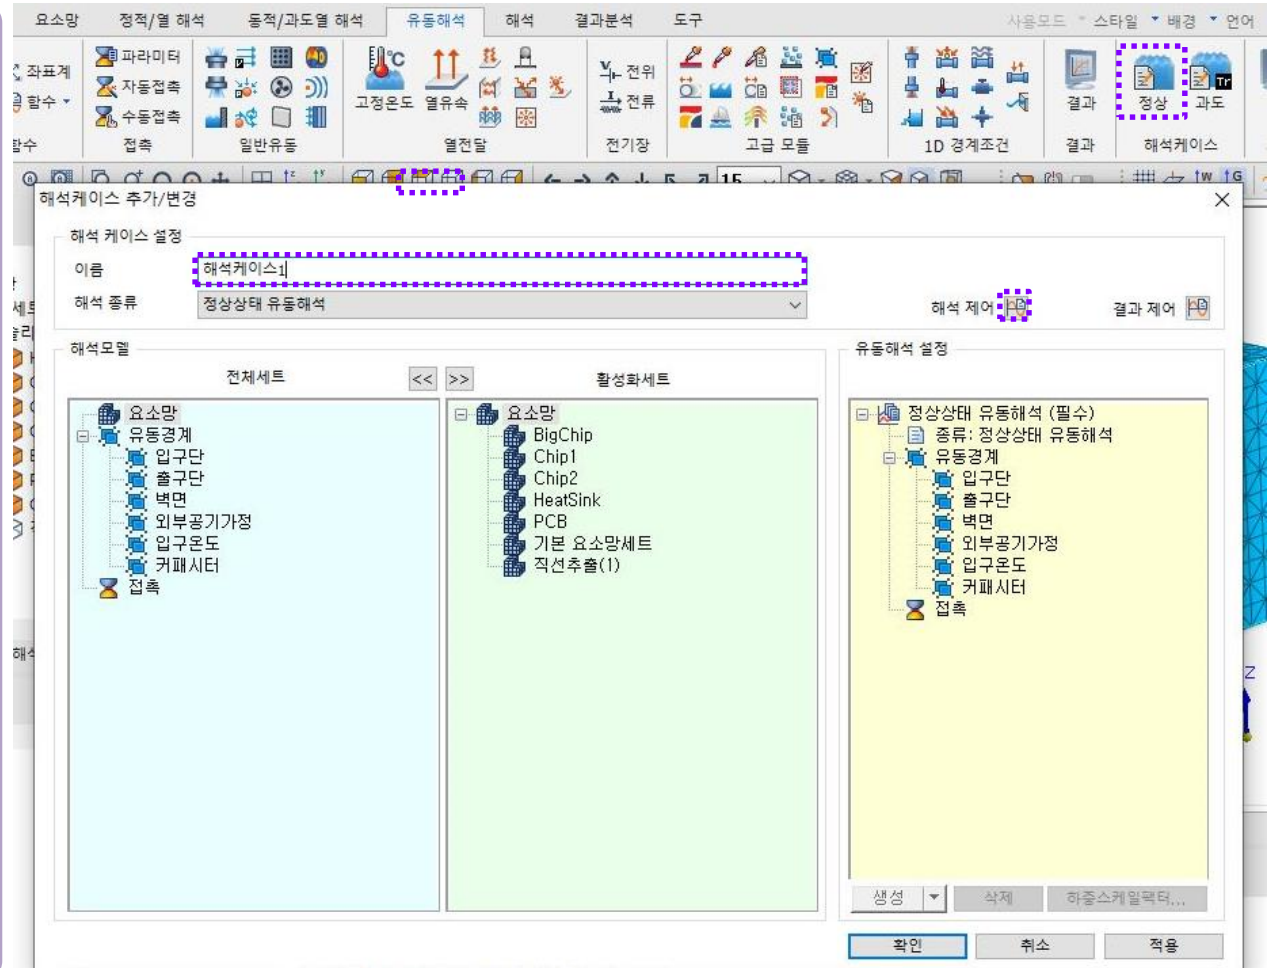 요소망 정적/열 해석 동적/과도열 해석 유동해석 해석 결과분석 도구 사용모드 스타일 배경 언어
좌표계 파라미터 고정온도 열유속 전위 결과 정상 과도
함수 자동접촉 전류
수동접촉
접촉 일반유동 열전달 전기장 고급 모듈 1D 경계조건 결과 해석케이스
15
해석케이스 추가/변경
해석 케이스 설정
이름 해석케이스1
해석 종류 정상상태 유동해석 해석 제어 결과 제어
해석모델 유동해석 설정
전체세트 << >> 활성화세트
요소망
유동경계
입구단
출구단
벽면
외부공기가정
입구온도
커패시터
접촉
요소망
BigChip
Chip1
Chip2
HeatSink
PCB
기본 요소망세트
직선추출(1)
정상상태 유동해석 (필수)
종류: 정상상태 유동해석
유동경계
입구단
출구단
벽면
외부공기가정
입구온도
커패시터
접촉
생성 삭제 하중스케일팩터...
확인 취소 적용
Z